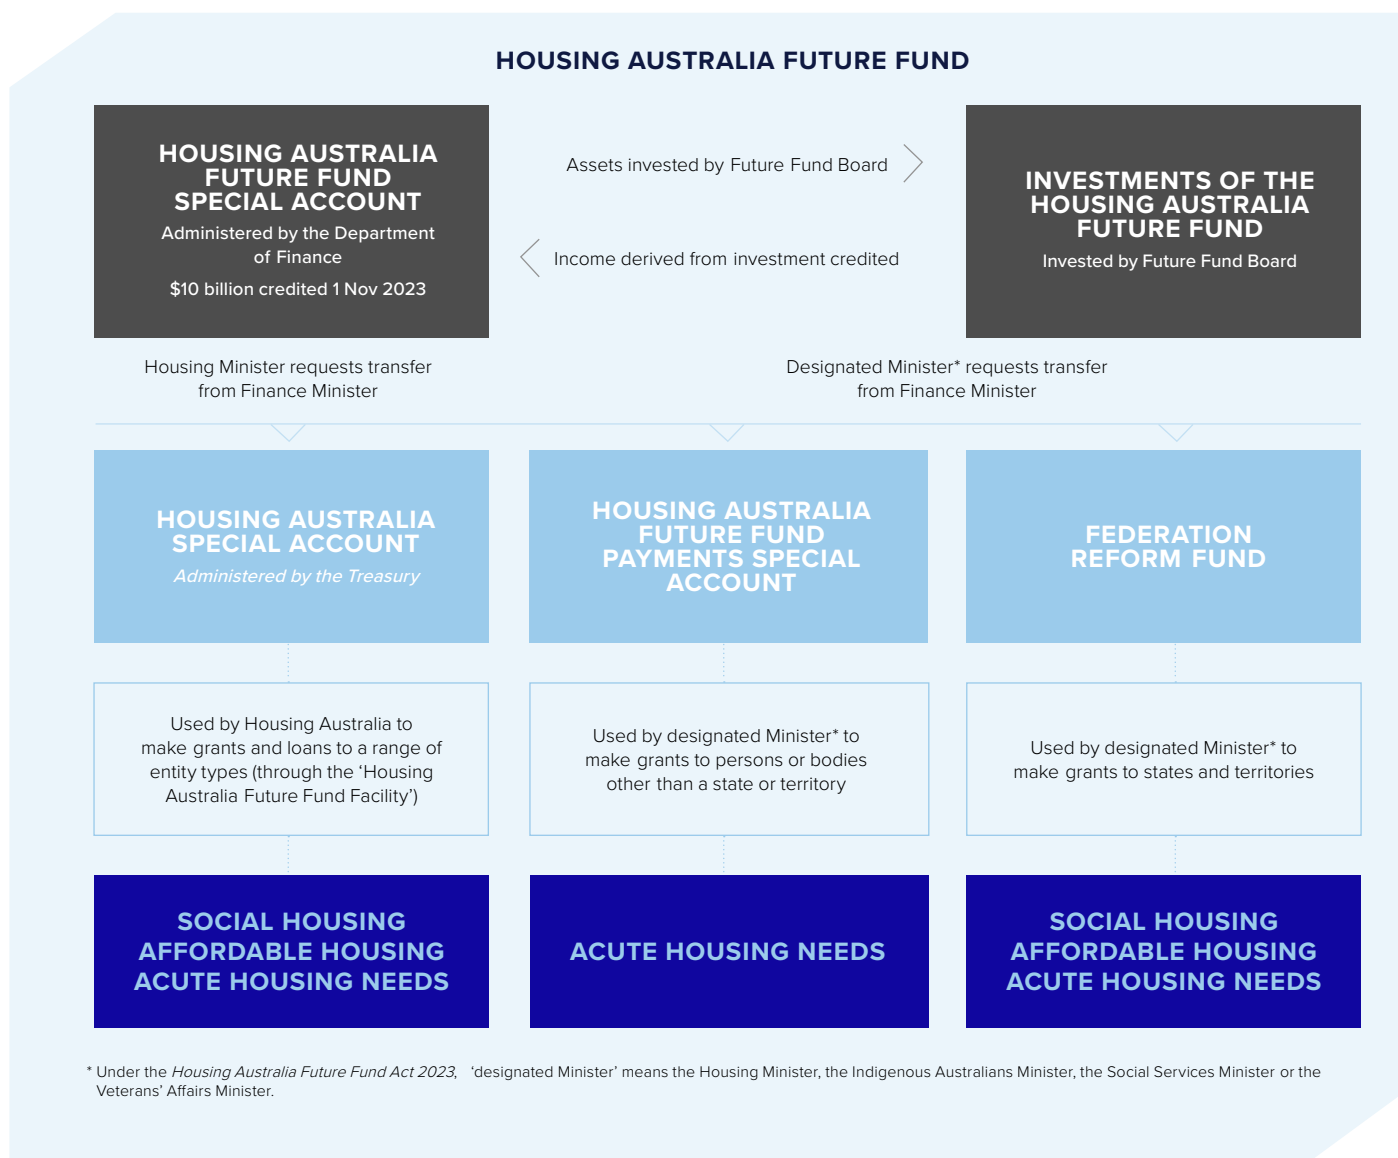 HOUSING AUSTRALIA FUTURE FUND
HOUSING AUSTRALIA
FUTURE FUND
SPECIAL ACCOUNT
Administered by the Department
of Finance
$10 billion credited 1 Nov 2023
Assets invested by Future Fund Board
Income derived from investment credited
INVESTMENTS OF THE
HOUSING AUSTRALIA
FUTURE FUND
Invested by Future Fund Board
Housing Minister requests transfer
from Finance Minister
Designated Minister* requests transfer
from Finance Minister
HOUSING AUSTRALIA
SPECIAL ACCOUNT
Administered by the Treasury
HOUSING AUSTRALIA
FUTURE FUND
PAYMENTS SPECIAL
ACCOUNT
FEDERATION
REFORM FUND
Used by Housing Australia to
make grants and loans to a range of
entity types (through the ‘Housing
Australia Future Fund Facility’)
Used by designated Minister* to
make grants to persons or bodies
other than a state or territory
Used by designated Minister* to
make grants to states and territories
SOCIAL HOUSING
AFFORDABLE HOUSING
ACUTE HOUSING NEEDS
ACUTE HOUSING NEEDS
SOCIAL HOUSING
AFFORDABLE HOUSING
ACUTE HOUSING NEEDS
* Under the Housing Australia Future Fund Act 2023, ‘designated Minister’ means the Housing Minister, the Indigenous Australians Minister, the Social Services Minister or the
Veterans’ Affairs Minister.